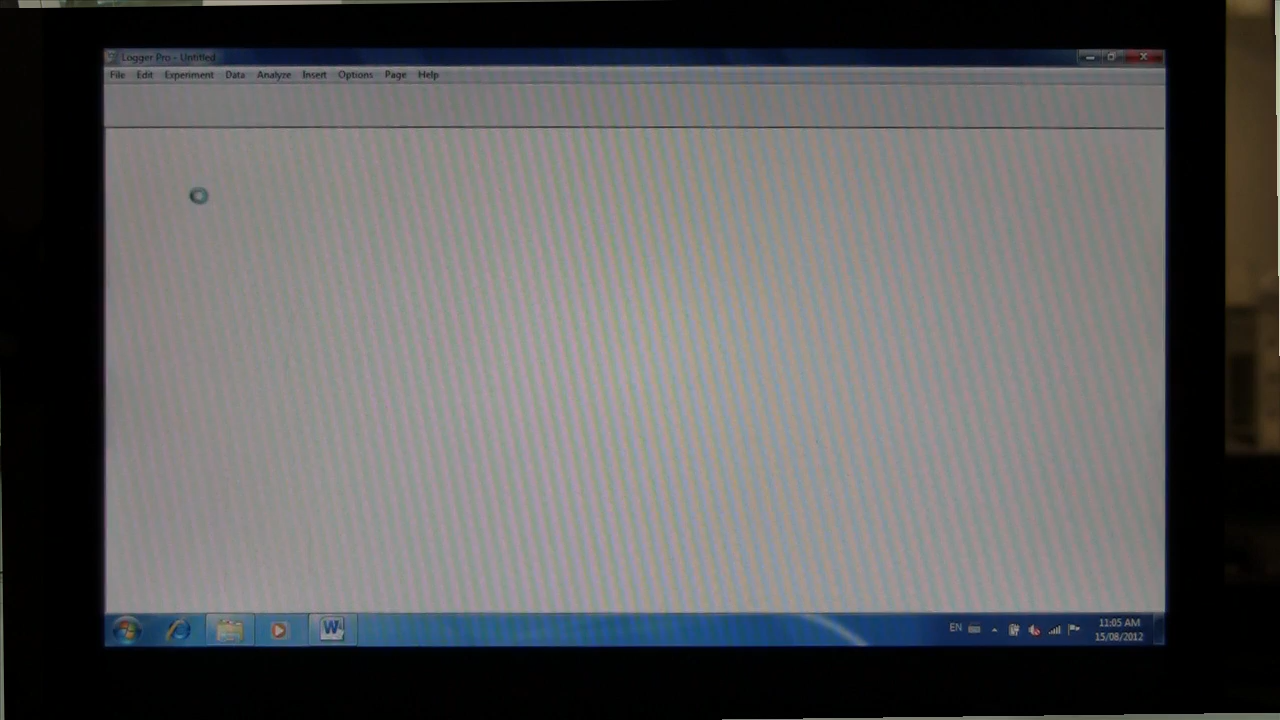 Logger Pro - Untitled
File Edit Experiment Data Analyze Insert Options Page Help
W
EN
11:05 AM
15/08/2012